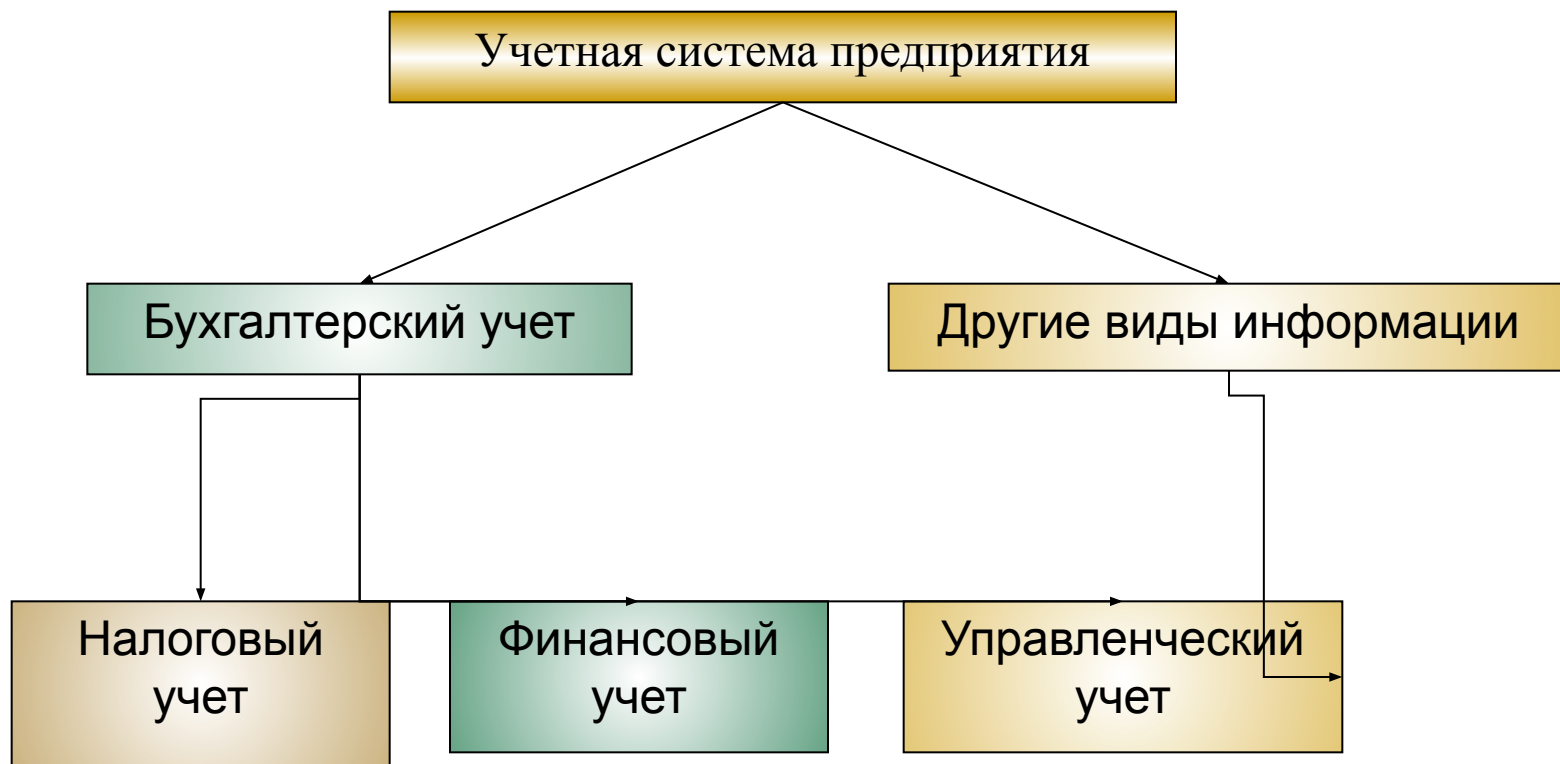 Учетная система предприятия
Бухгалтерский учет
Другие виды информации
Налоговый
учет
Финансовый
учет
Управленческий
учет